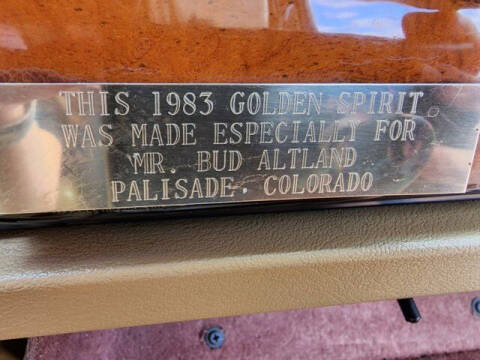 THIS 1983 GOLDEN SPIRIT
WAS MADE ESPECIALLY FOR
MR. BUD ALTLAND
PALISADE, COLORADO